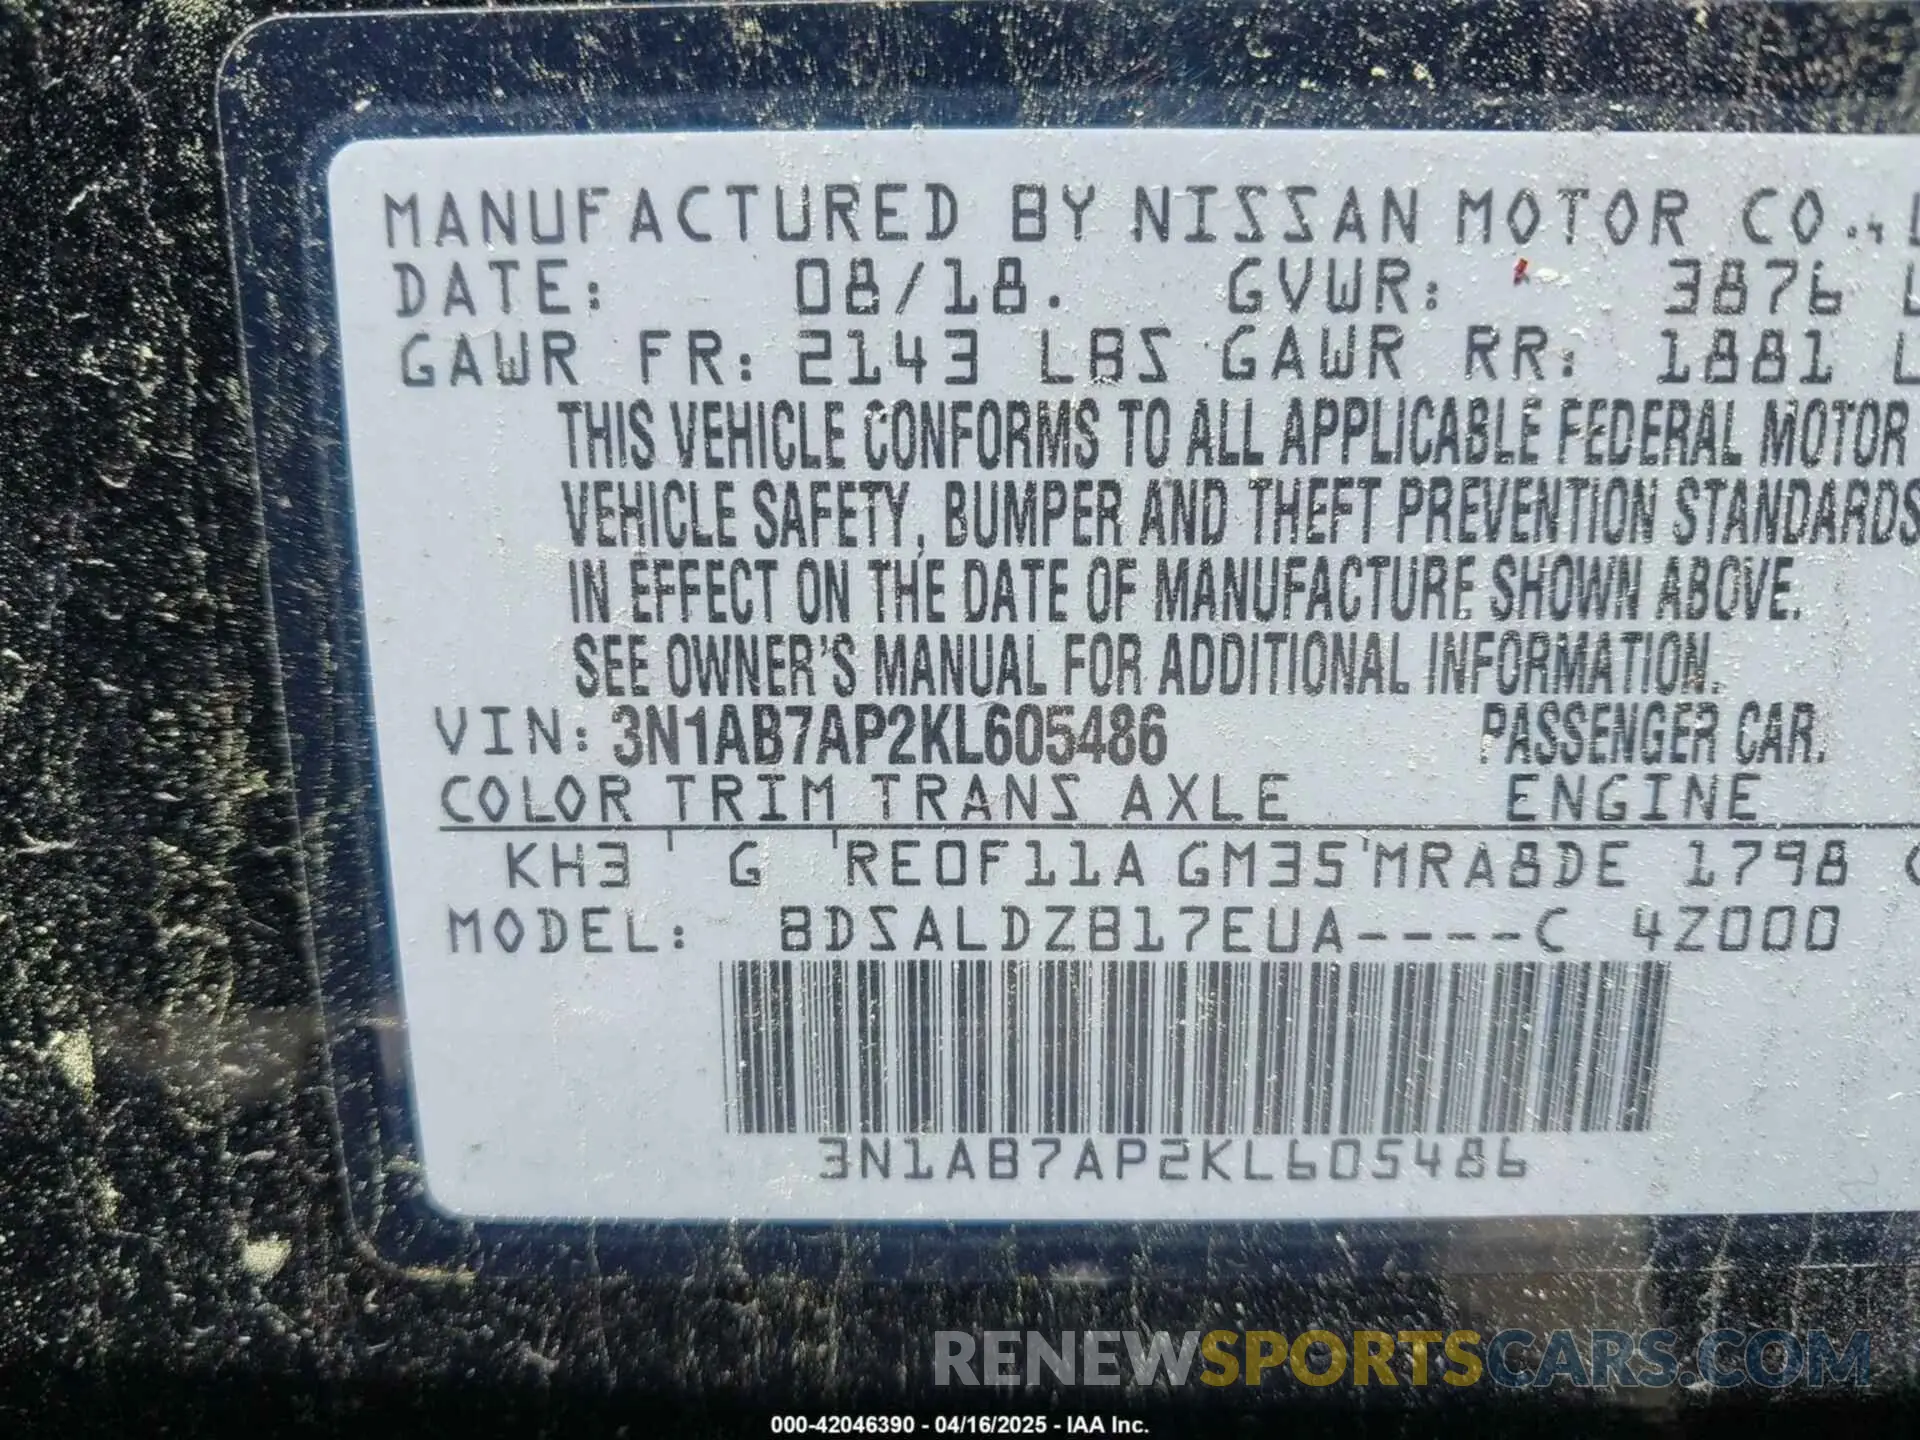 MANUFACTURED BY NISSAN MOTOR CO.,
DATE: 08/18. GVWR: 3876
GAWR FR: 2143 LBS GAWR RR: 1881
THIS VEHICLE CONFORMS TO ALL APPLICABLE FEDERAL MOTOR
VEHICLE SAFETY, BUMPER AND THEFT PREVENTION STANDARDS
IN EFFECT ON THE DATE OF MANUFACTURE SHOWN ABOVE.
SEE OWNER'S MANUAL FOR ADDITIONAL INFORMATION.
VIN: 3N1AB7AP2KL605486 PASSENGER CAR.
COLOR TRIM TRANS AXLE ENGINE
KH3 G RE0F11A GM35 MRA8DE 1798
MODEL: BDSALDZB17EUA----C 4Z000
3N1AB7AP2KL605486
RENEWSPORTSCARS.COM
000-42046390 - 04/16/2025 - IAA Inc.